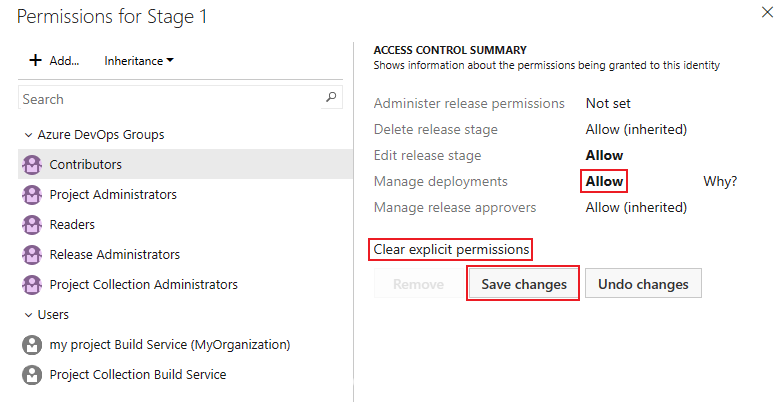 Permissions for Stage 1
Add...
Inheritance
Search
Azure DevOps Groups
Contributors
Project Administrators
Readers
Release Administrators
Project Collection Administrators
Users
my project Build Service (MyOrganization)
Project Collection Build Service
ACCESS CONTROL SUMMARY
Shows information about the permissions being granted to this identity
Administer release permissions Not set
Delete release stage Allow (inherited)
Edit release stage Allow
Manage deployments Allow Why?
Manage release approvers Allow (inherited)
Clear explicit permissions
Remove Save changes Undo changes